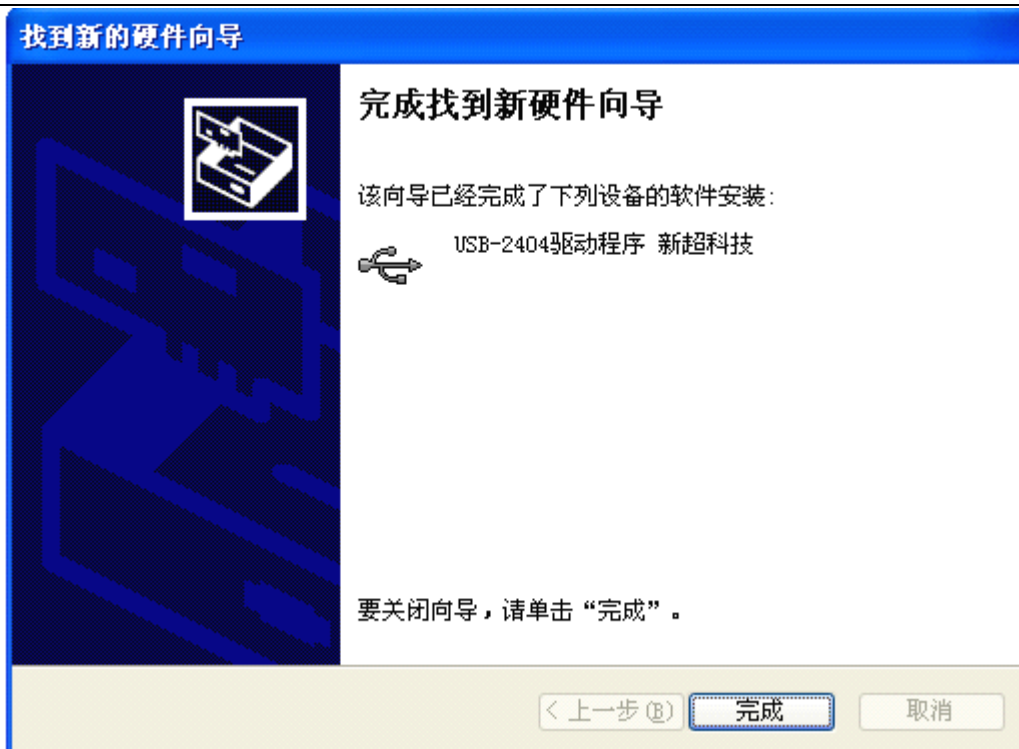 找到新的硬件向导
完成找到新硬件向导
该向导已经完成了下列设备的软件安装:
USB-2404驱动程序 新超科技
要关闭向导，请单击“完成”。
< 上一步(B)
完成
取消